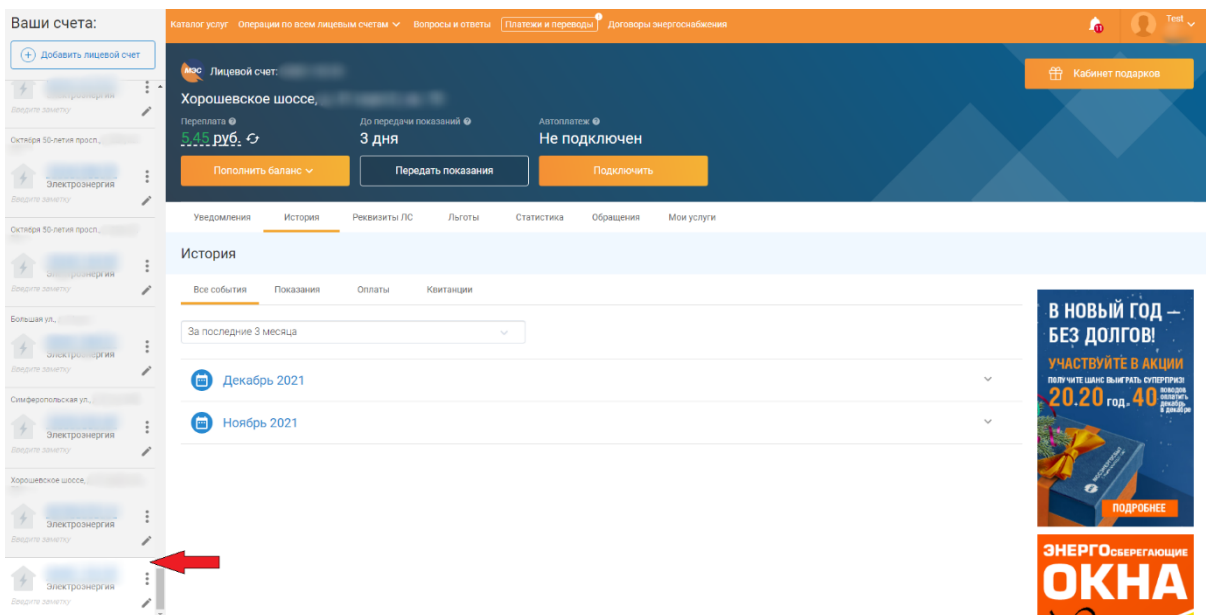 Ваши счета:
Добавить лицевой счет
Введите заметку
Октября 50-летия просп.,
Электроэнергия
Введите заметку
Октября 50-летия просп.,
Электроэнергия
Введите заметку
Большая ул.,
Электроэнергия
Введите заметку
Симферопольская ул.,
Электроэнергия
Введите заметку
Хорошевское шоссе,
Электроэнергия
Введите заметку
Электроэнергия
Введите заметку
Каталог услуг Операции по всем лицевым счетам Вопросы и ответы Платежи и переводы Договоры энергоснабжения
11 Test
МЭС Лицевой счет:
Кабинет подарков
Хорошевское шоссе,
Переплата До передачи показаний Автоплатеж
5,45 руб. 3 дня Не подключен
Пополнить баланс Передать показания Подключить
Уведомления История Реквизиты ЛС Льготы Статистика Обращения Мои услуги
История
Все события Показания Оплаты Квитанции
За последние 3 месяца
Декабрь 2021
Ноябрь 2021
В НОВЫЙ ГОД —
БЕЗ ДОЛГОВ!
УЧАСТВУЙТЕ В АКЦИИ
ПОЛУЧИТЕ ШАНС ВЫИГРАТЬ СУПЕРПРИЗ!
20.20 год. 40 поводов
оплатить
декабрь
в декабре
ПОДРОБНЕЕ
ЭНЕРГОСБЕРЕГАЮЩИЕ
ОКНА